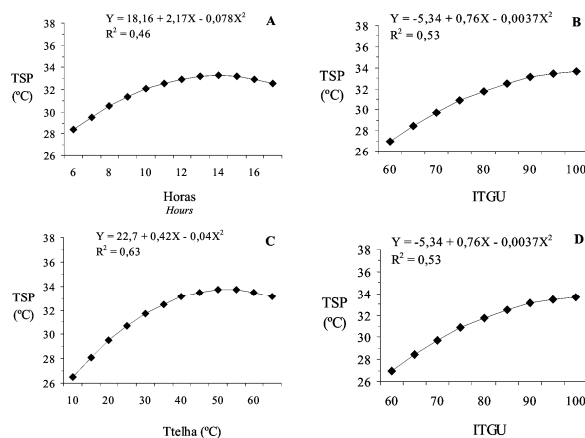 Y = 18,16 + 2,17X - 0,078X²
R² = 0,46
A
TSP
(ºC)
38
36
34
32
30
28
26
6 8 10 12 14 16
Horas
Hours
Y = -5,34 + 0,76X - 0,0037X²
R² = 0,53
B
TSP
(ºC)
38
36
34
32
30
28
26
60 70 80 90 100
ITGU
Y = 22,7 + 0,42X - 0,04X²
R² = 0,63
C
TSP
(ºC)
38
36
34
32
30
28
26
10 20 30 40 50 60
Ttelha (ºC)
Y = -5,34 + 0,76X - 0,0037X²
R² = 0,53
D
TSP
(ºC)
38
36
34
32
30
28
26
60 70 80 90 100
ITGU